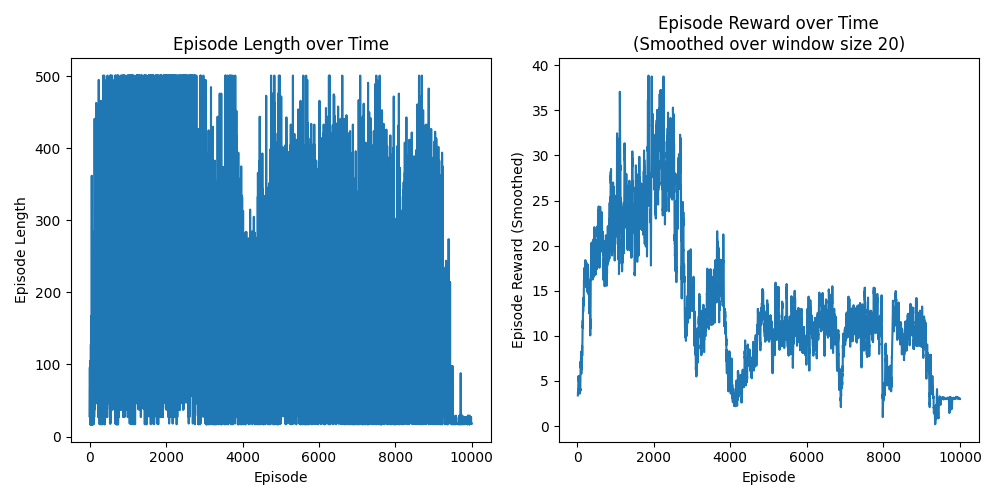 Episode Length over Time
Episode Length
500
400
300
200
100
0
0 2000 4000 6000 8000 10000
Episode
Episode Reward over Time
(Smoothed over window size 20)
Episode Reward (Smoothed)
40
35
30
25
20
15
10
5
0
0 2000 4000 6000 8000 10000
Episode